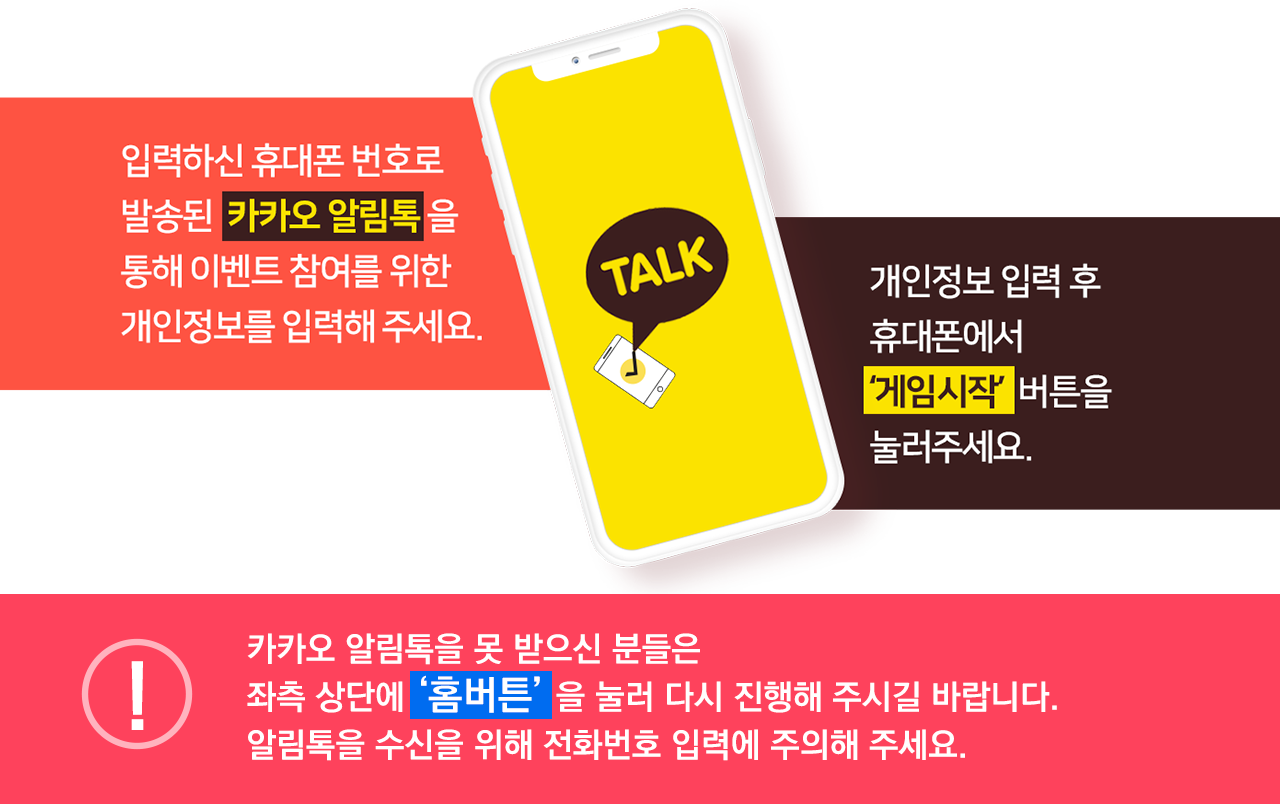 입력하신 휴대폰 번호로
발송된 카카오 알림톡을
통해 이벤트 참여를 위한
개인정보를 입력해 주세요.
TALK
개인정보 입력 후
휴대폰에서
‘게임시작’ 버튼을
눌러주세요.
!
카카오 알림톡을 못 받으신 분들은
좌측 상단에 ‘홈버튼’ 을 눌러 다시 진행해 주시길 바랍니다.
알림톡을 수신을 위해 전화번호 입력에 주의해 주세요.